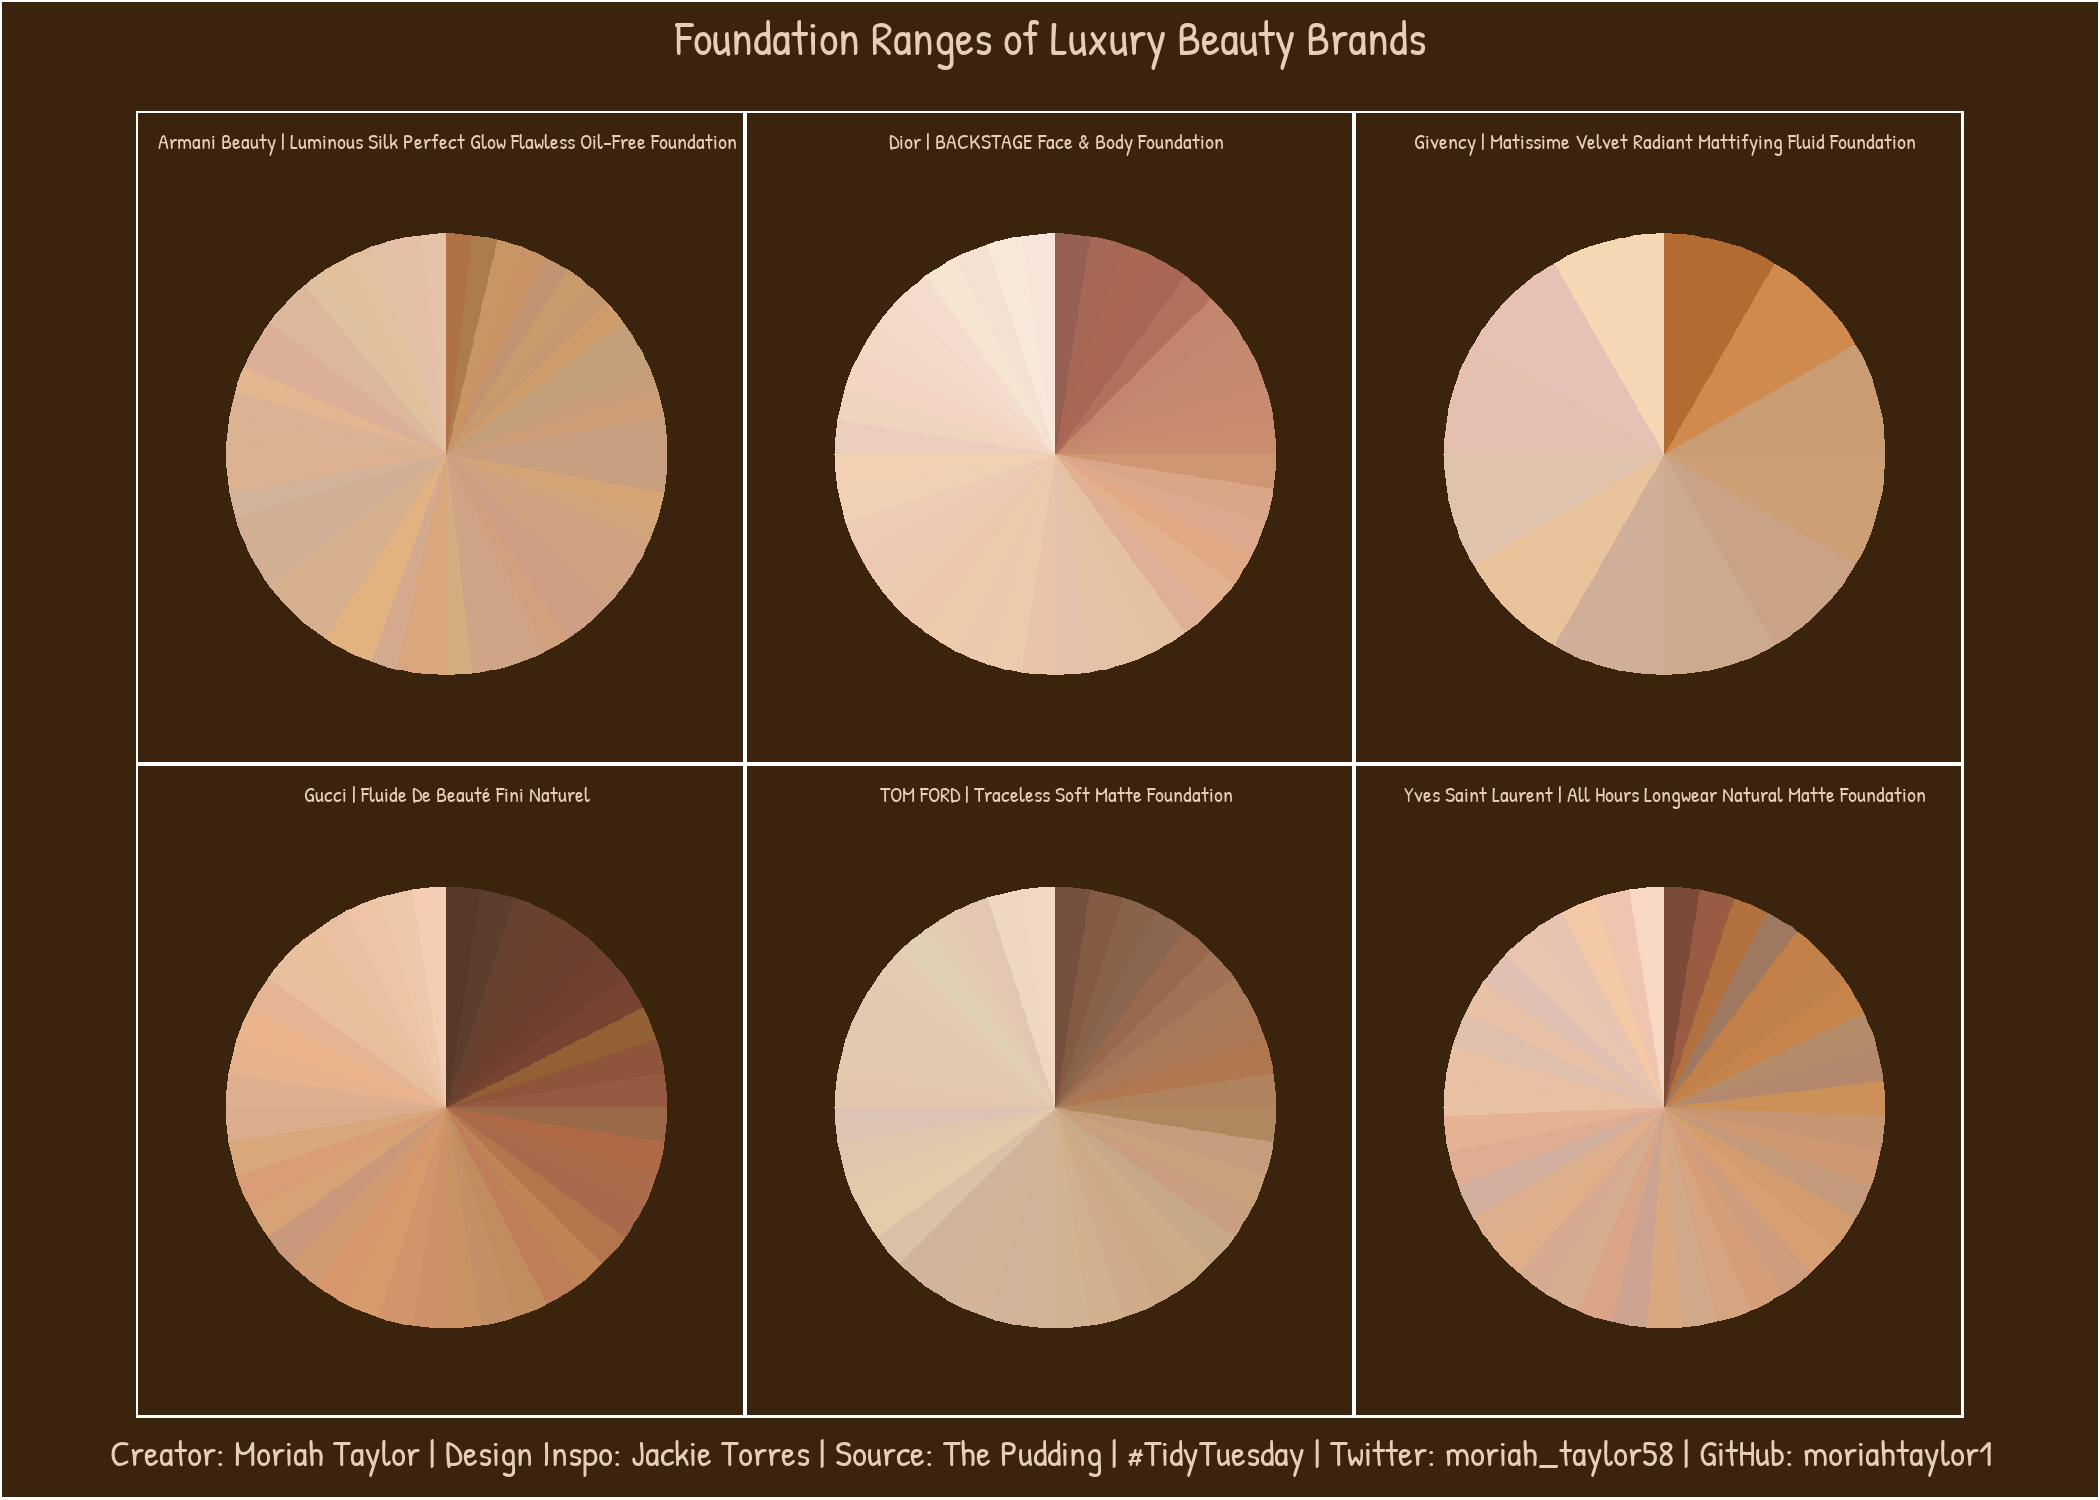 Foundation Ranges of Luxury Beauty Brands
Armani Beauty | Luminous Silk Perfect Glow Flawless Oil-Free Foundation
Dior | BACKSTAGE Face & Body Foundation
Givency | Matissime Velvet Radiant Mattifying Fluid Foundation
Gucci | Fluide De Beauté Fini Naturel
TOM FORD | Traceless Soft Matte Foundation
Yves Saint Laurent | All Hours Longwear Natural Matte Foundation
Creator: Moriah Taylor | Design Inspo: Jackie Torres | Source: The Pudding | #TidyTuesday | Twitter: moriah_taylor58 | GitHub: moriahtaylor1